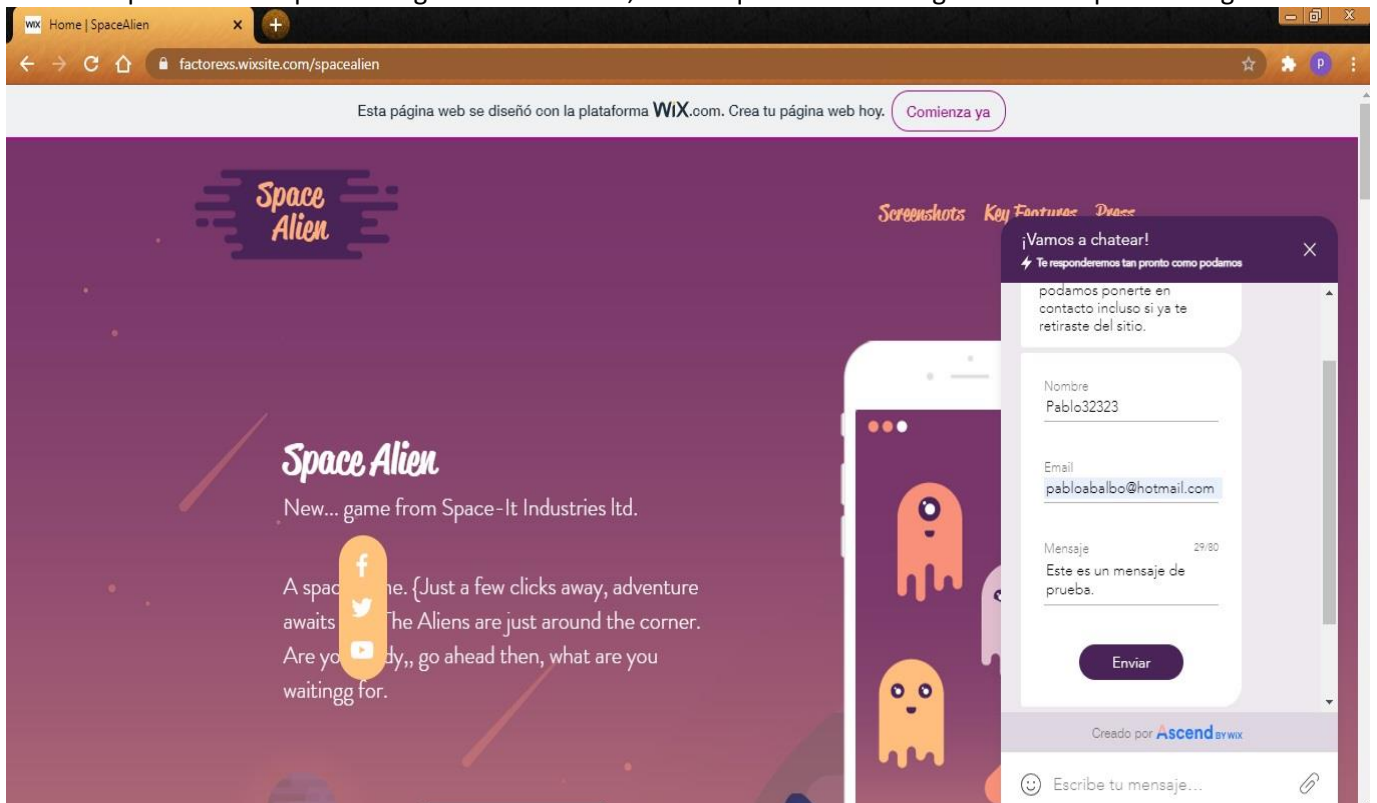 Home | SpaceAlien
factorexs.wixsite.com/spacealien
P
Esta página web se diseñó con la plataforma WiX.com. Crea tu página web hoy. Comienza ya
Space
Alien
Screenshots Key Features Press
¡Vamos a chatear!
Te responderemos tan pronto como podamos
podamos ponerte en
contacto incluso si ya te
retiraste del sitio.
Nombre
Pablo32323
Email
pabloabalbo@hotmail.com
Mensaje 29/80
Este es un mensaje de
prueba.
Enviar
Creado por Ascend BY WIX
Escribe tu mensaje...
Space Alien
New... game from Space-It Industries ltd.
A spac ne. {Just a few clicks away, adventure
awaits he Aliens are just around the corner.
Are yo dy,, go ahead then, what are you
waitingg for.